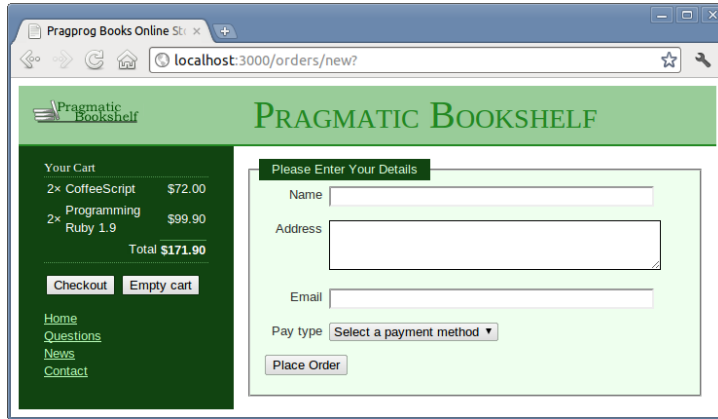 Pragprog Books Online St
localhost:3000/orders/new?
Pragmatic
Bookshelf
PRAGMATIC BOOKSHELF
Your Cart
2× CoffeeScript $72.00
2× Programming Ruby 1.9 $99.90
Total $171.90
Checkout Empty cart
Home
Questions
News
Contact
Please Enter Your Details
Name
Address
Email
Pay type Select a payment method
Place Order